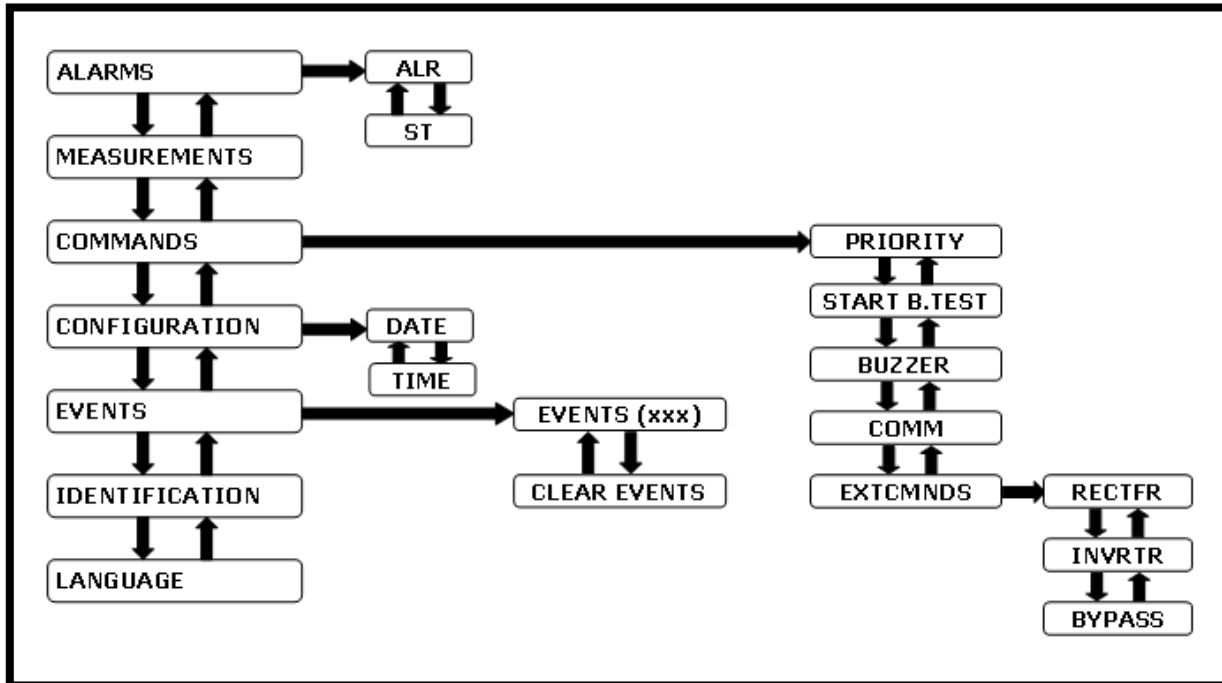 ALARMS
ALR
ST
MEASUREMENTS
COMMANDS
PRIORITY
START B.TEST
BUZZER
COMM
EXTCMNDS
RECTFR
INVRTR
BYPASS
CONFIGURATION
DATE
TIME
EVENTS
EVENTS (xxx)
CLEAR EVENTS
IDENTIFICATION
LANGUAGE